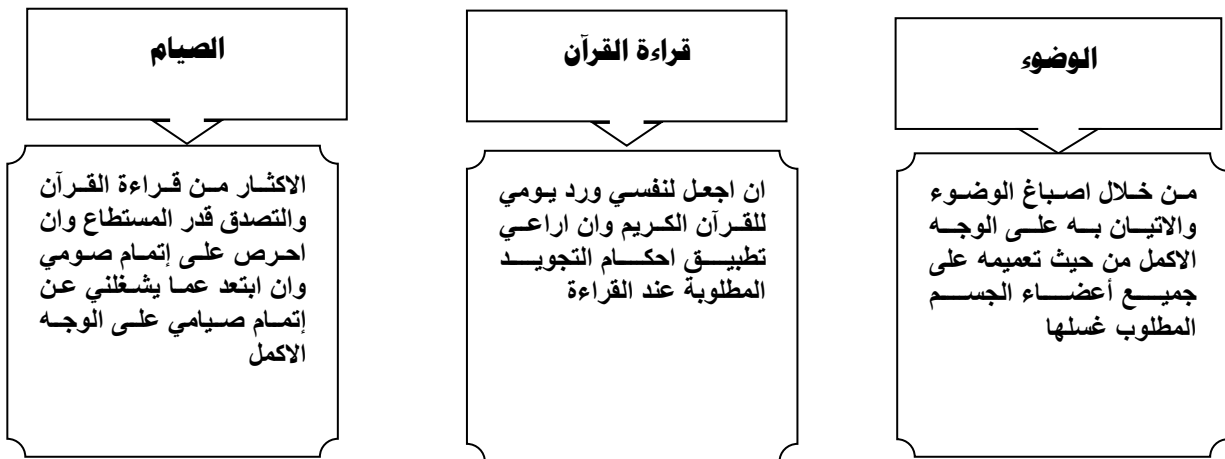 الوضوء
من خلال اصباغ الوضوء
والاتيان به على الوجه
الاكمل من حيث تعميمه على
جميع أعضاء الجسم
المطلوب غسلها
قراءة القرآن
ان اجعل لنفسي ورد يومي
للقرآن الكريم وان اراعي
تطبيق احكام التجويد
المطلوبة عند القراءة
الصيام
الاكثار من قراءة القرآن
والتصدق قدر المستطاع وان
احرص على إتمام صومي
وان ابتعد عما يشغلني عن
إتمام صيامي على الوجه
الاكمل